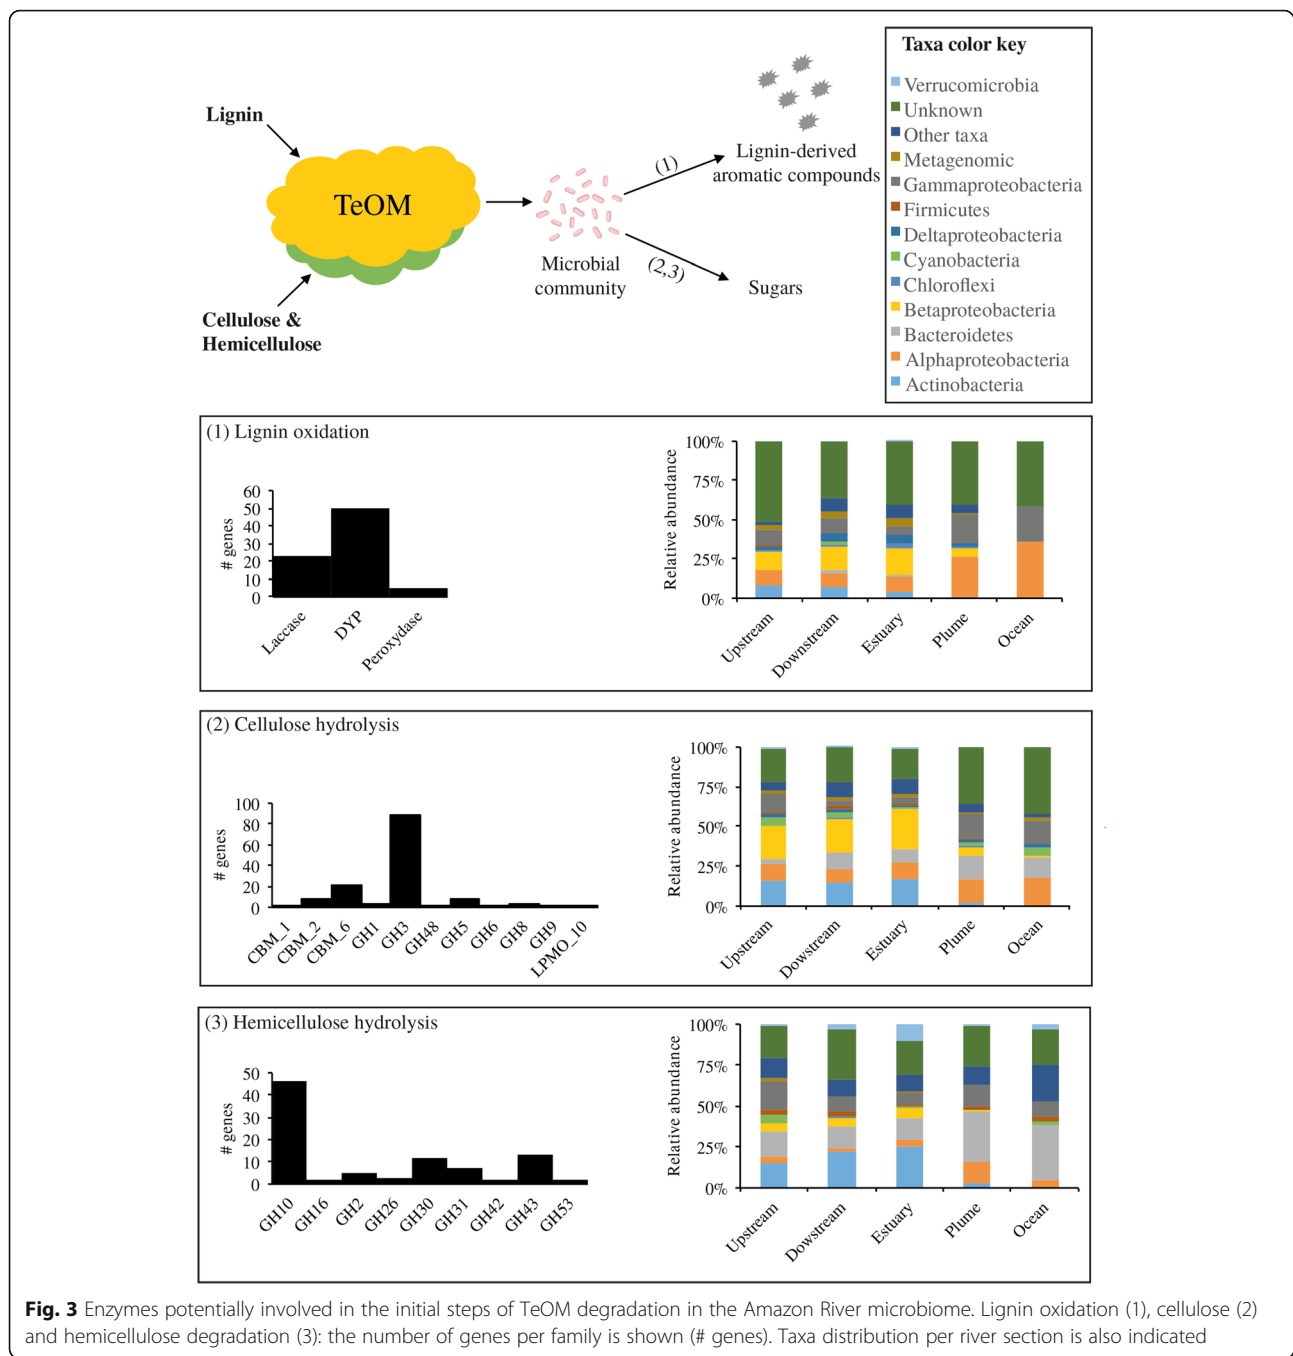 Lignin
TeOM
Cellulose &
Hemicellulose
Microbial
community
(1)
(2,3)
Lignin-derived
aromatic compounds
Sugars
Taxa color key
Verrucomicrobia
Unknown
Other taxa
Metagenomic
Gammaproteobacteria
Firmicutes
Deltaproteobacteria
Cyanobacteria
Chloroflexi
Betaproteobacteria
Bacteroidetes
Alphaproteobacteria
Actinobacteria
(1) Lignin oxidation
# genes
60
50
40
30
20
10
0
Laccase
DYP
Peroxydase
Relative abundance
100%
75%
50%
25%
0%
Upstream
Downstream
Estuary
Plume
Ocean
(2) Cellulose hydrolysis
# genes
100
80
60
40
20
0
CBM_1
CBM_2
CBM_6
GH1
GH3
GH48
GH5
GH6
GH8
GH9
LPMO_10
Relative abundance
100%
75%
50%
25%
0%
Upstream
Dowstream
Estuary
Plume
Ocean
(3) Hemicellulose hydrolysis
# genes
50
40
30
20
10
0
GH10
GH16
GH2
GH26
GH30
GH31
GH42
GH43
GH53
Relative abundance
100%
75%
50%
25%
0%
Upstream
Dowstream
Estuary
Plume
Ocean
Fig. 3 Enzymes potentially involved in the initial steps of TeOM degradation in the Amazon River microbiome. Lignin oxidation (1), cellulose (2)
and hemicellulose degradation (3): the number of genes per family is shown (# genes). Taxa distribution per river section is also indicated